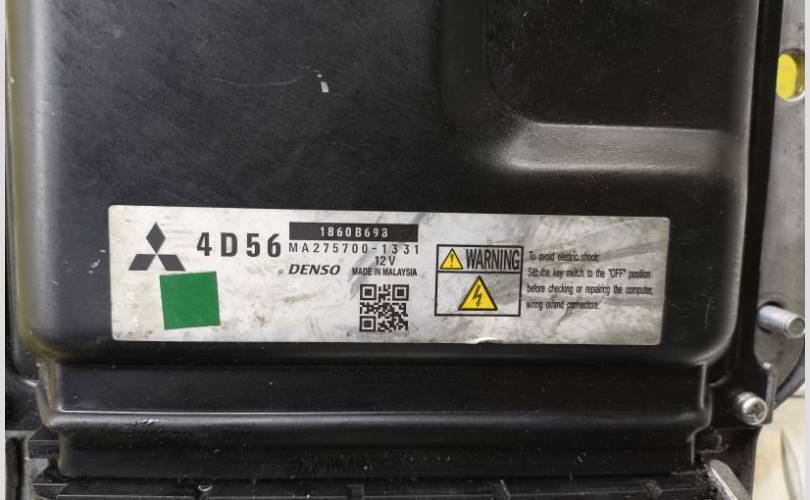 4D56
1860B693
MA275700-1331
12V
DENSO MADE IN MALAYSIA
WARNING
To avoid electric shock:
Set the key switch to the "OFF" position
before checking or repairing the computer,
wiring or/and connectors.